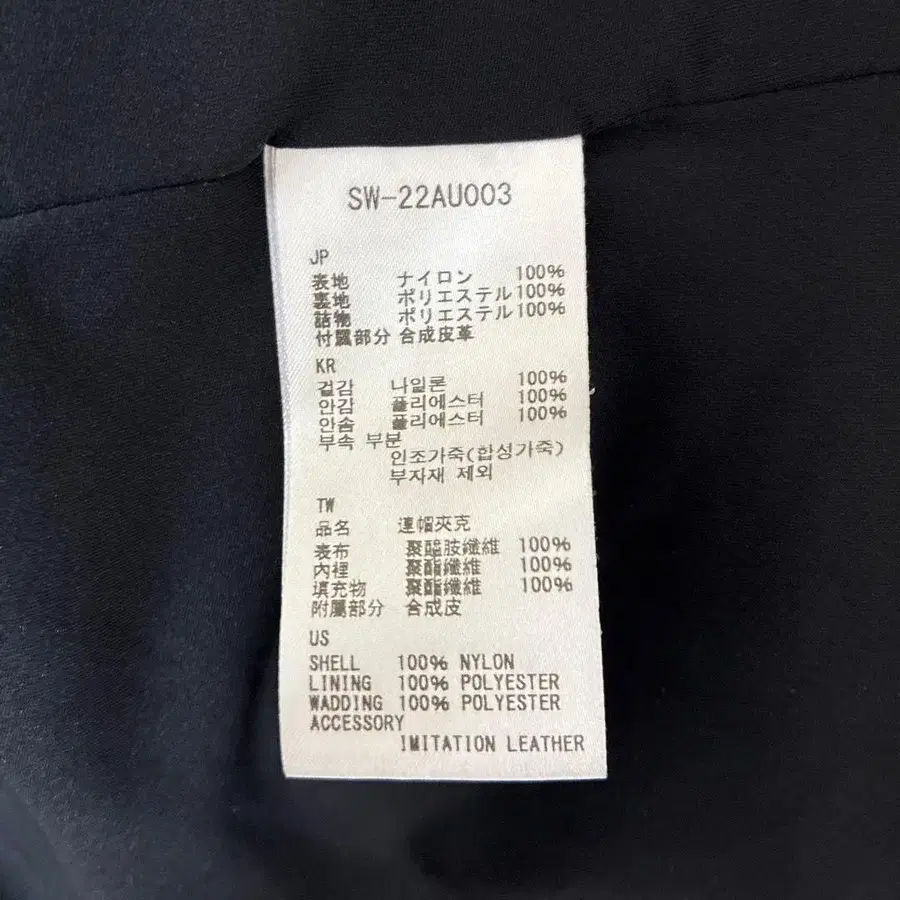 SW-22AU003
JP
表地 ナイロン 100%
裏地 ポリエステル 100%
詰物 ポリエステル 100%
付属部分 合成皮革
KR
겉감 나일론 100%
안감 폴리에스터 100%
안솜 폴리에스터 100%
부속 부분
인조가죽(합성가죽)
부자재 제외
TW
品名 連帽夾克
表布 聚醯胺纖維 100%
內裡 聚酯纖維 100%
填充物 聚酯纖維 100%
附屬部分 合成皮
US
SHELL 100% NYLON
LINING 100% POLYESTER
WADDING 100% POLYESTER
ACCESSORY
IMITATION LEATHER